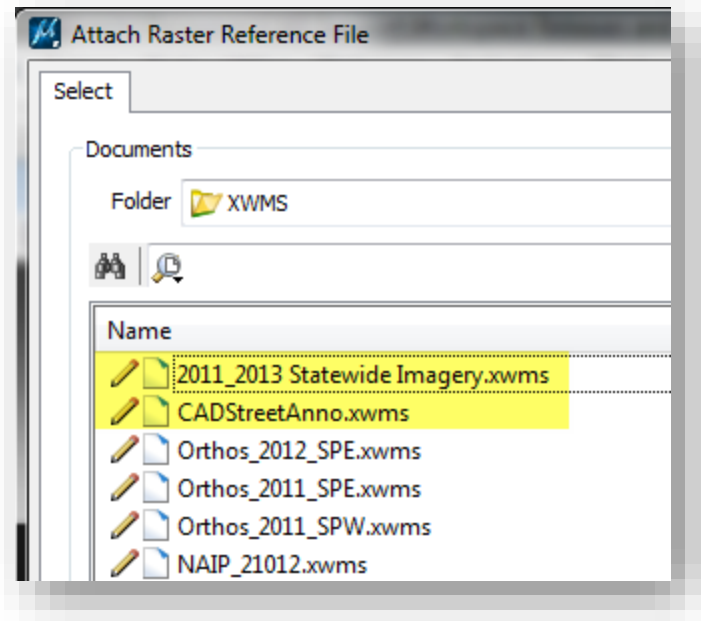 Attach Raster Reference File
Select
Documents
Folder XWMS
Name
2011_2013 Statewide Imagery.xwms
CADStreetAnno.xwms
Orthos_2012_SPE.xwms
Orthos_2011_SPE.xwms
Orthos_2011_SPW.xwms
NAIP_21012.xwms